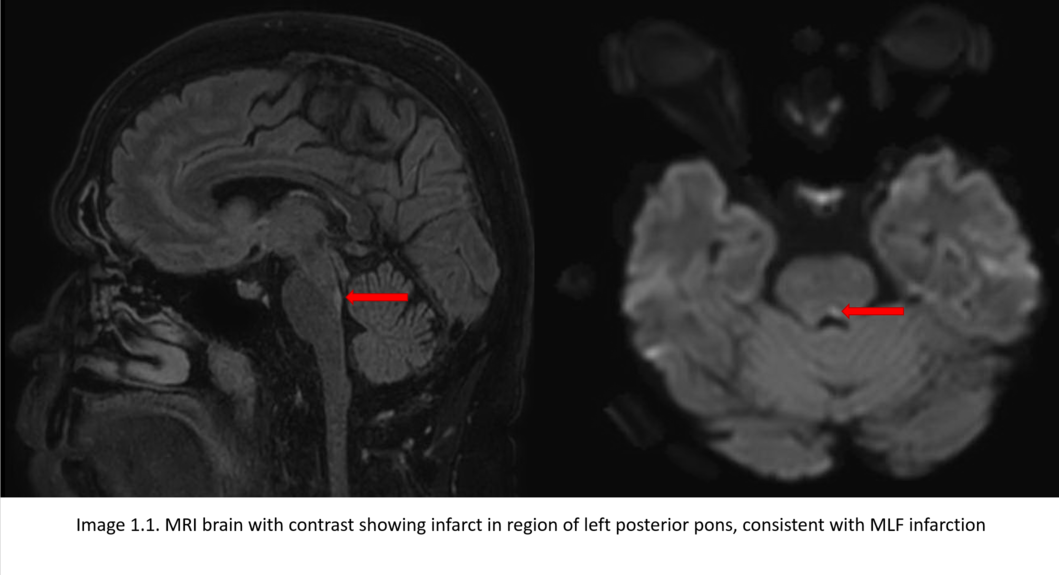 Image 1.1. MRI brain with contrast showing infarct in region of left posterior pons, consistent with MLF infarction